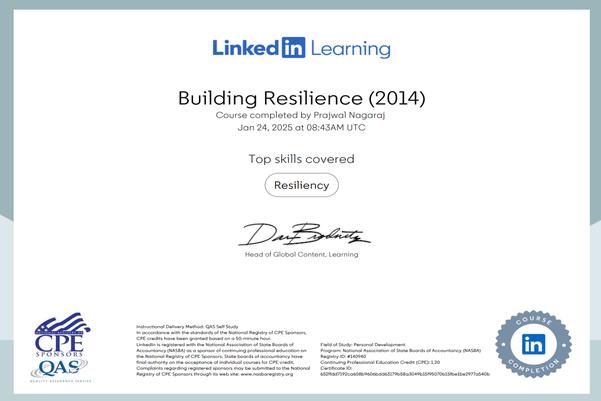 LinkedIn Learning
Building Resilience (2014)
Course completed by Prajwal Nagaraj
Jan 24, 2025 at 08:43AM UTC
Top skills covered
Resiliency
Head of Global Content, Learning
CPE
SPONSORS
QAS
QUALITY ASSURANCE SERVICE
Instructional Delivery Method: QAS Self Study
In accordance with the standards of the National Registry of CPE Sponsors,
CPE credits have been granted based on a 50-minute hour.
LinkedIn is registered with the National Association of State Boards of
Accountancy (NASBA) as a sponsor of continuing professional education on
the National Registry of CPE Sponsors. State boards of accountancy have
final authority on the acceptance of individual courses for CPE credit.
Complaints regarding registered sponsors may be submitted to the National
Registry of CPE Sponsors through its web site: www.nasbaregistry.org
Field of Study: Personal Development
Program: National Association of State Boards of Accountancy (NASBA)
Registry ID: #140940
Continuing Professional Education Credit (CPE): 1.20
Certificate ID:
COURSE
in
COMPLETION